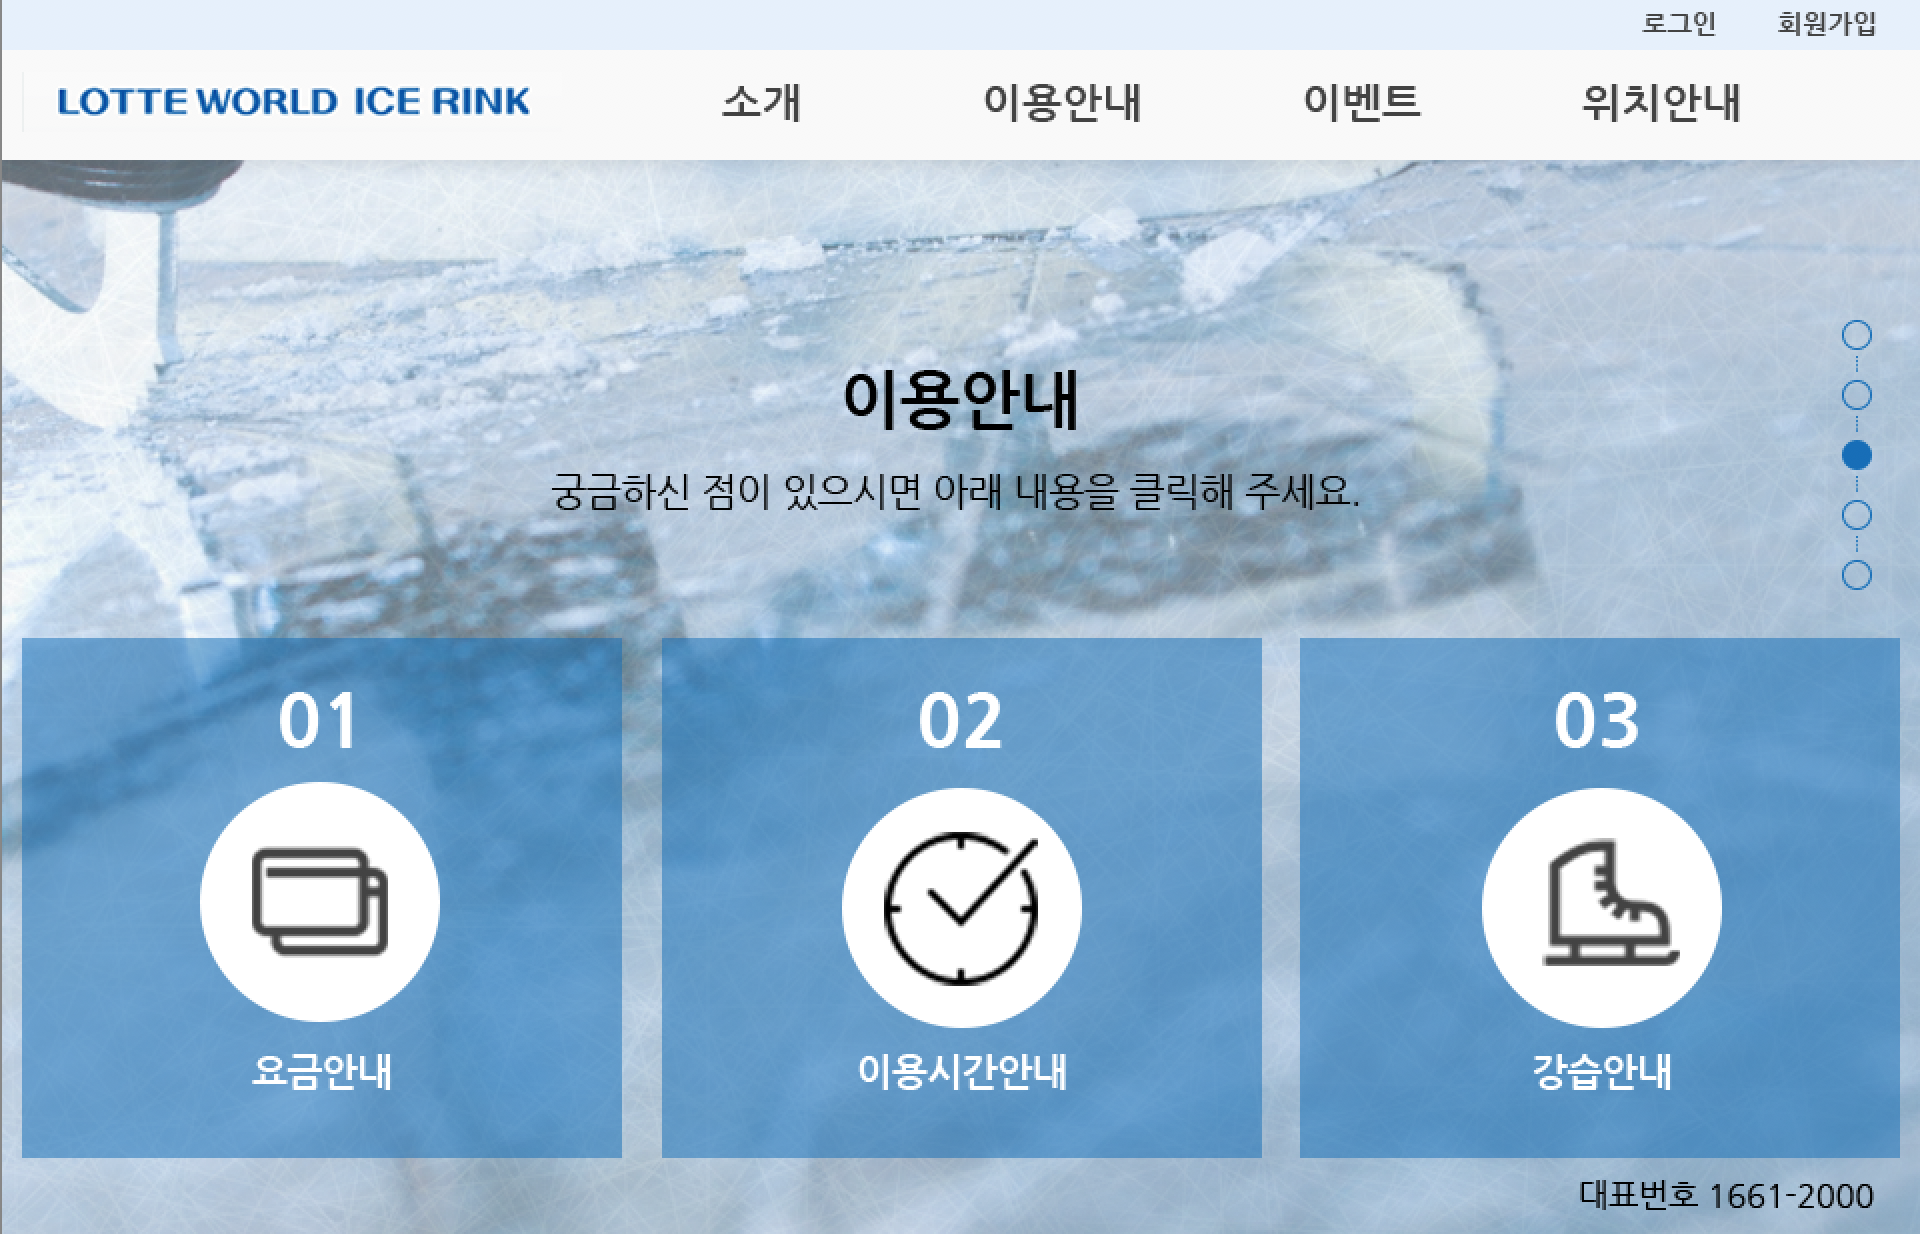 로그인 회원가입
LOTTE WORLD ICE RINK 소개 이용안내 이벤트 위치안내
이용안내
궁금하신 점이 있으시면 아래 내용을 클릭해 주세요.
01
요금안내
02
이용시간안내
03
강습안내
대표번호 1661-2000